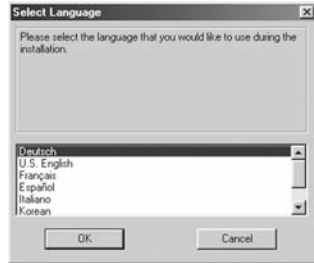 Select Language
Please select the language that you would like to use during the
installation.
Deutsch
U.S. English
Français
Español
Italiano
Korean
OK
Cancel